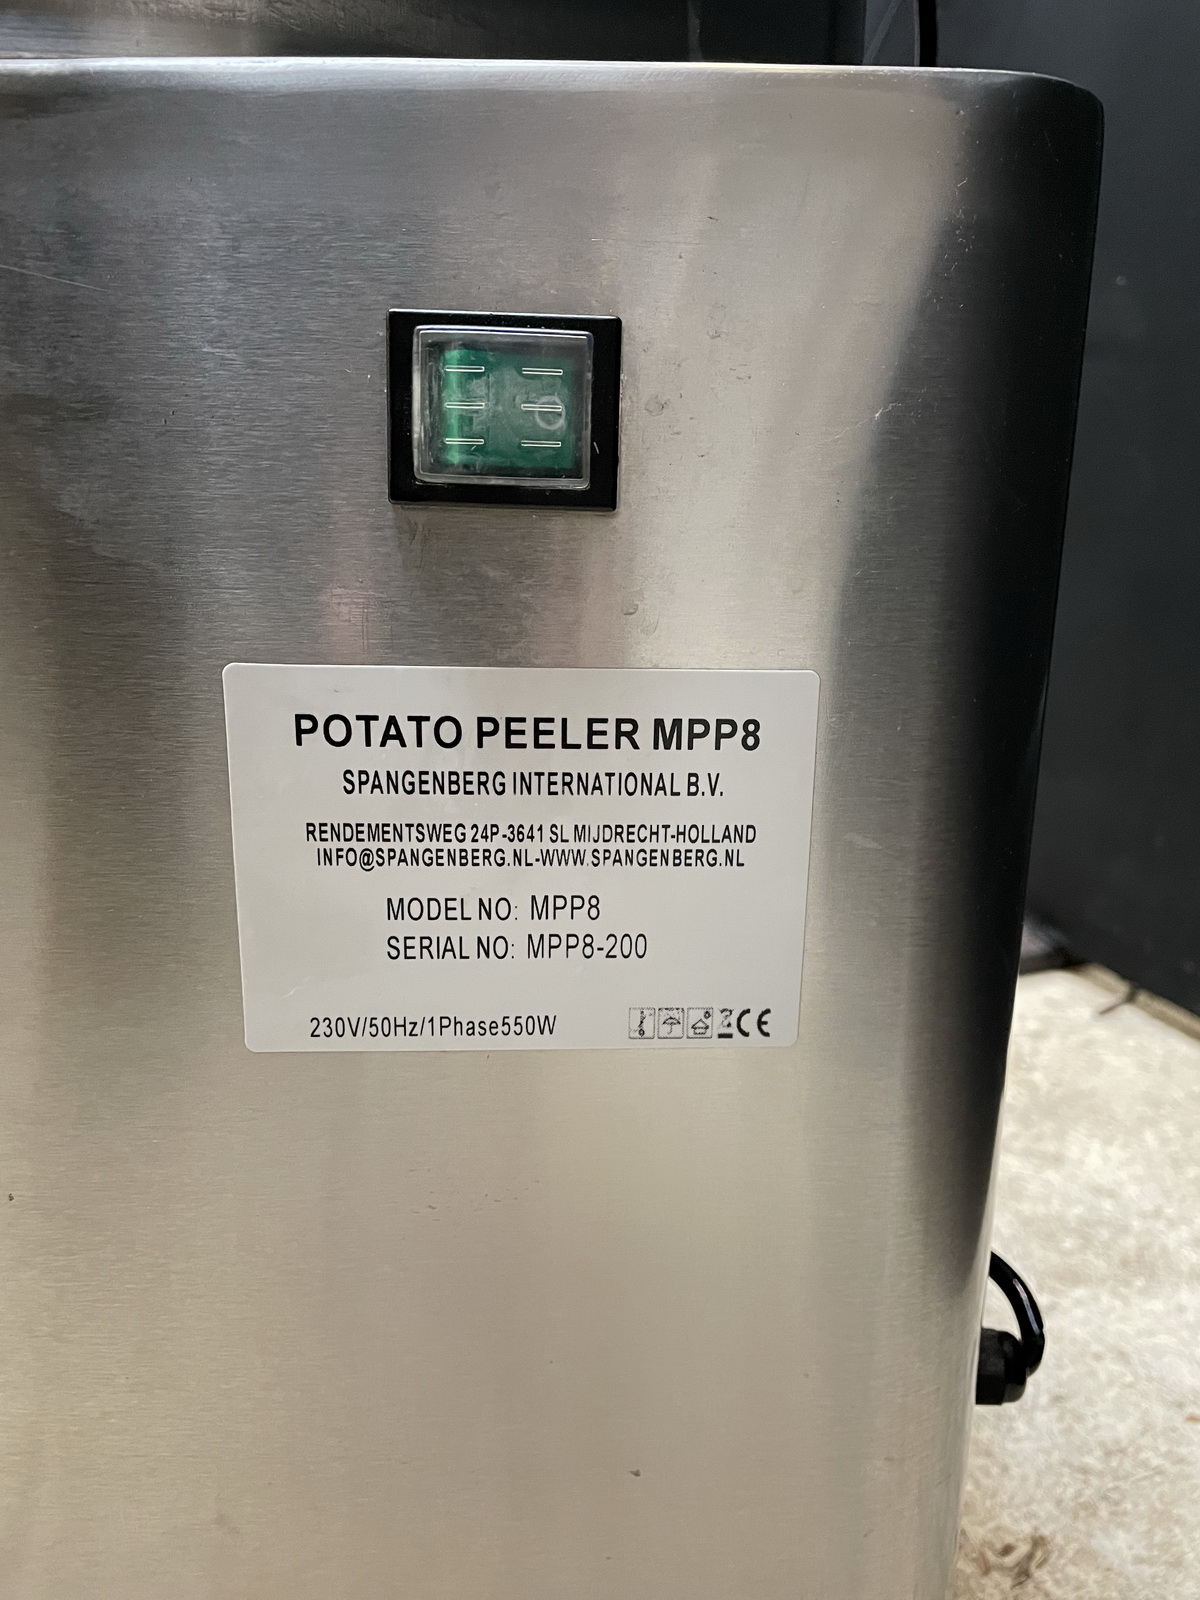 POTATO PEELER MPP8
SPANGENBERG INTERNATIONAL B.V.
RENDEMENTSWEG 24P-3641 SL MIJDRECHT-HOLLAND
INFO@SPANGENBERG.NL-WWW.SPANGENBERG.NL
MODEL NO: MPP8
SERIAL NO: MPP8-200
230V/50Hz/1Phase550W CE